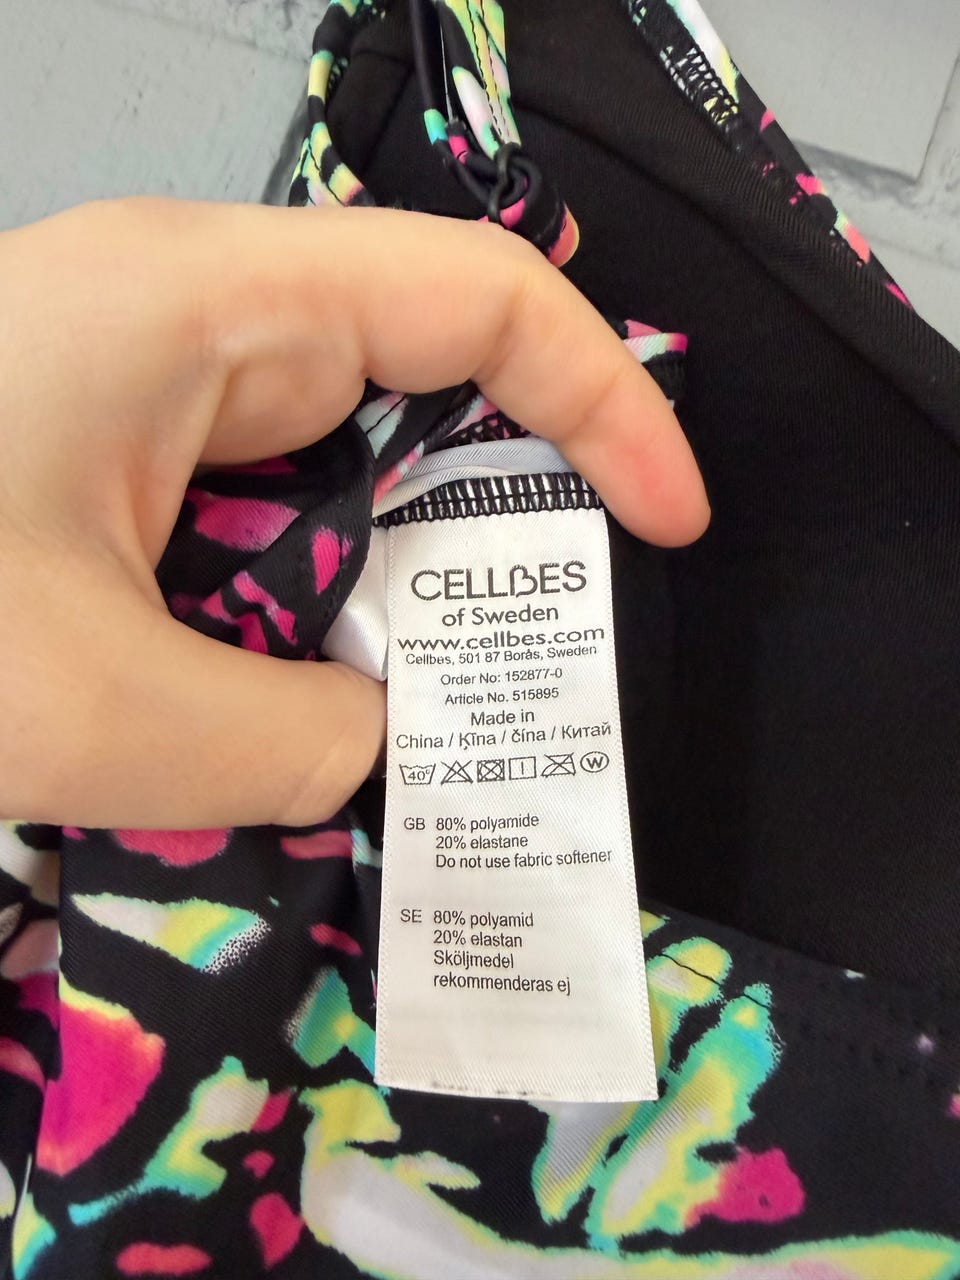 CELLBES
of Sweden
www.cellbes.com
Cellbes, 501 87 Borås, Sweden
Order No: 152877-0
Article No. 515895
Made in
China / Ķīna / čína / Китай
40°
W
GB 80% polyamide
20% elastane
Do not use fabric softener
SE 80% polyamid
20% elastan
Sköljmedel
rekommenderas ej